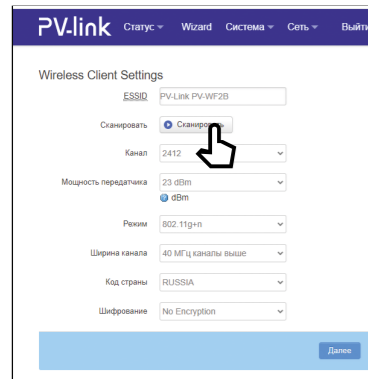 PV-link Статус Wizard Система Сеть Выйти
Wireless Client Settings
ESSID PV-Link PV-WF2B
Сканировать Сканировать
Канал 2412
Мощность передатчика 23 dBm
dBm
Режим 802.11g+n
Ширина канала 40 МГц каналы выше
Код страны RUSSIA
Шифрование No Encryption
Далее